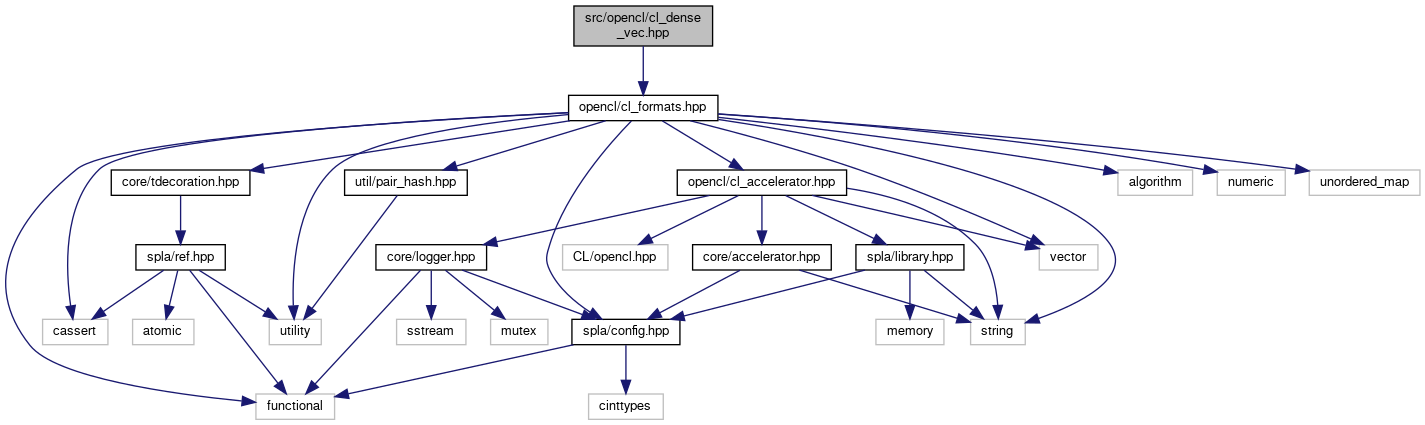 src/opencl/cl_dense
_vec.hpp
opencl/cl_formats.hpp
core/tdecoration.hpp
util/pair_hash.hpp
opencl/cl_accelerator.hpp
algorithm
numeric
unordered_map
spla/ref.hpp
core/logger.hpp
CL/opencl.hpp
core/accelerator.hpp
spla/library.hpp
vector
cassert
atomic
utility
sstream
mutex
spla/config.hpp
memory
string
functional
cinttypes